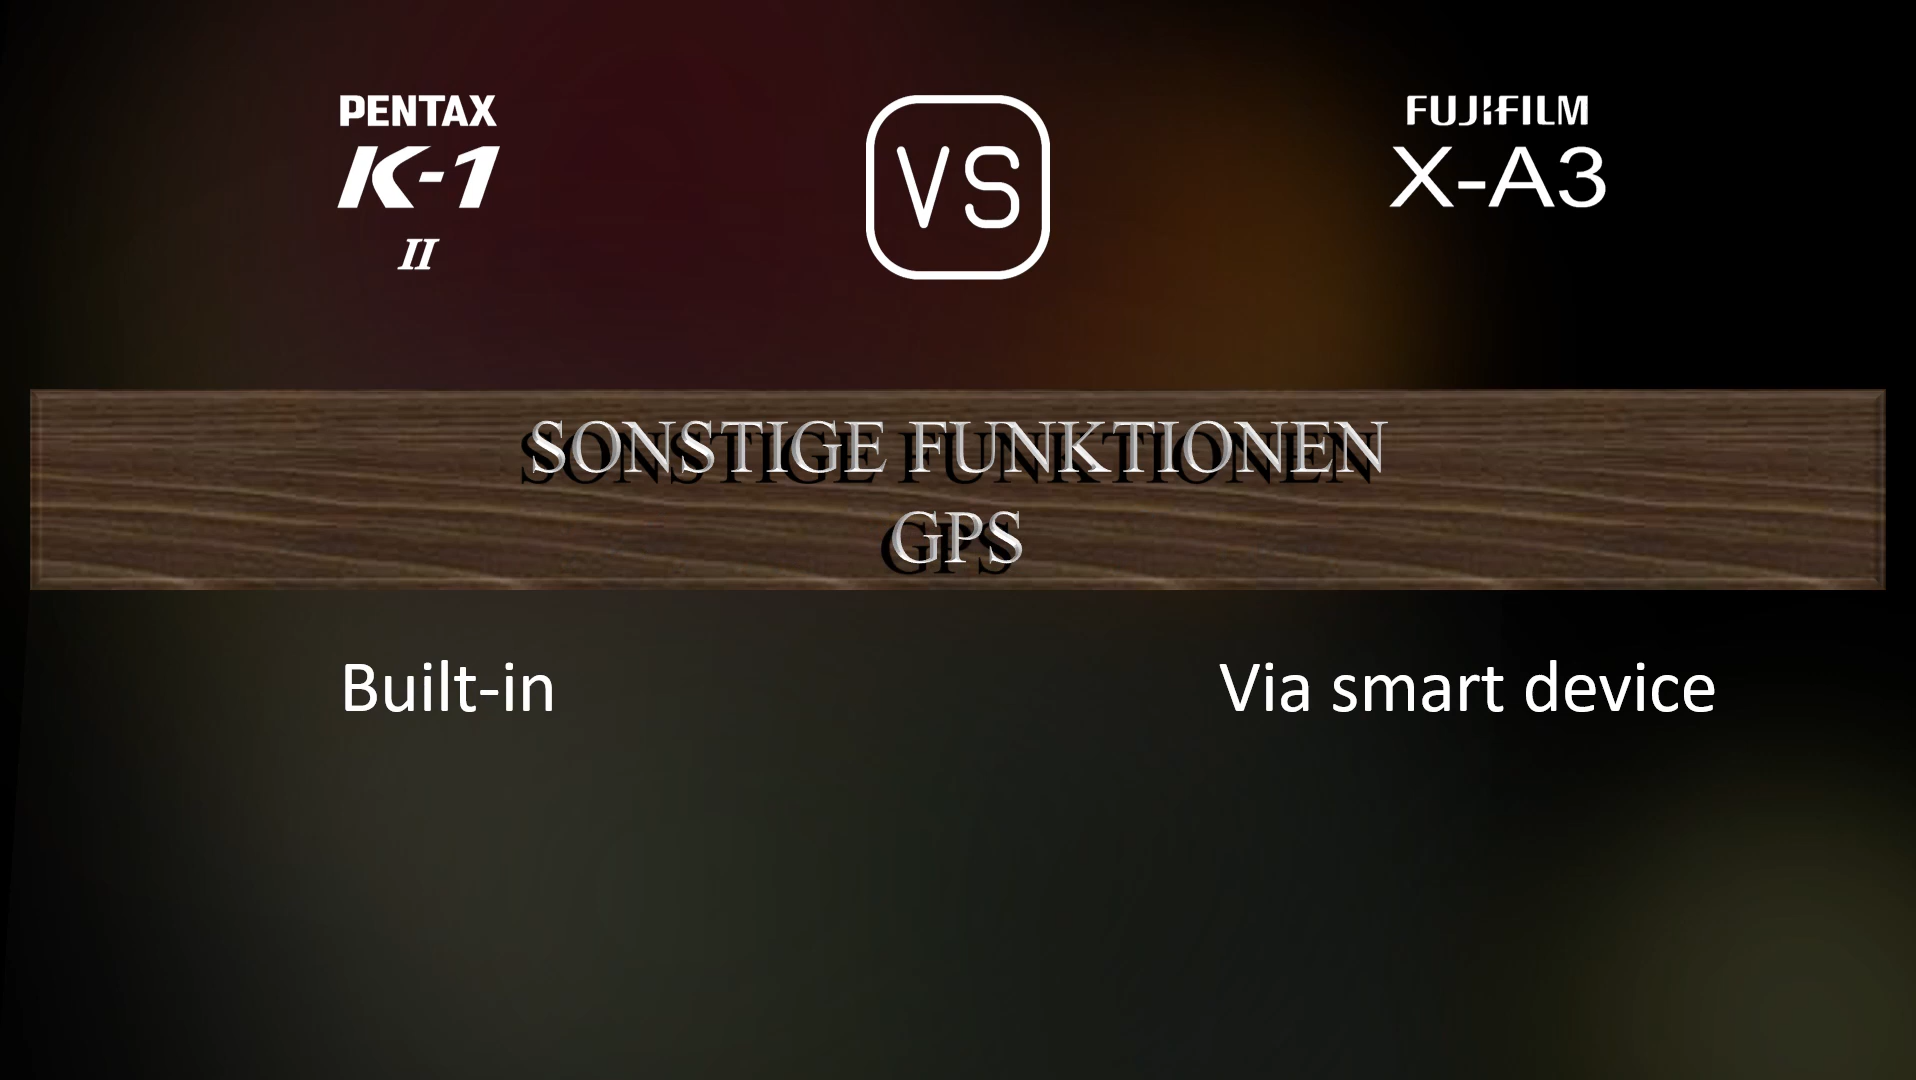 PENTAX
K-1
II
VS
FUJIFILM
X-A3
SONSTIGE FUNKTIONEN
GPS
Built-in
Via smart device